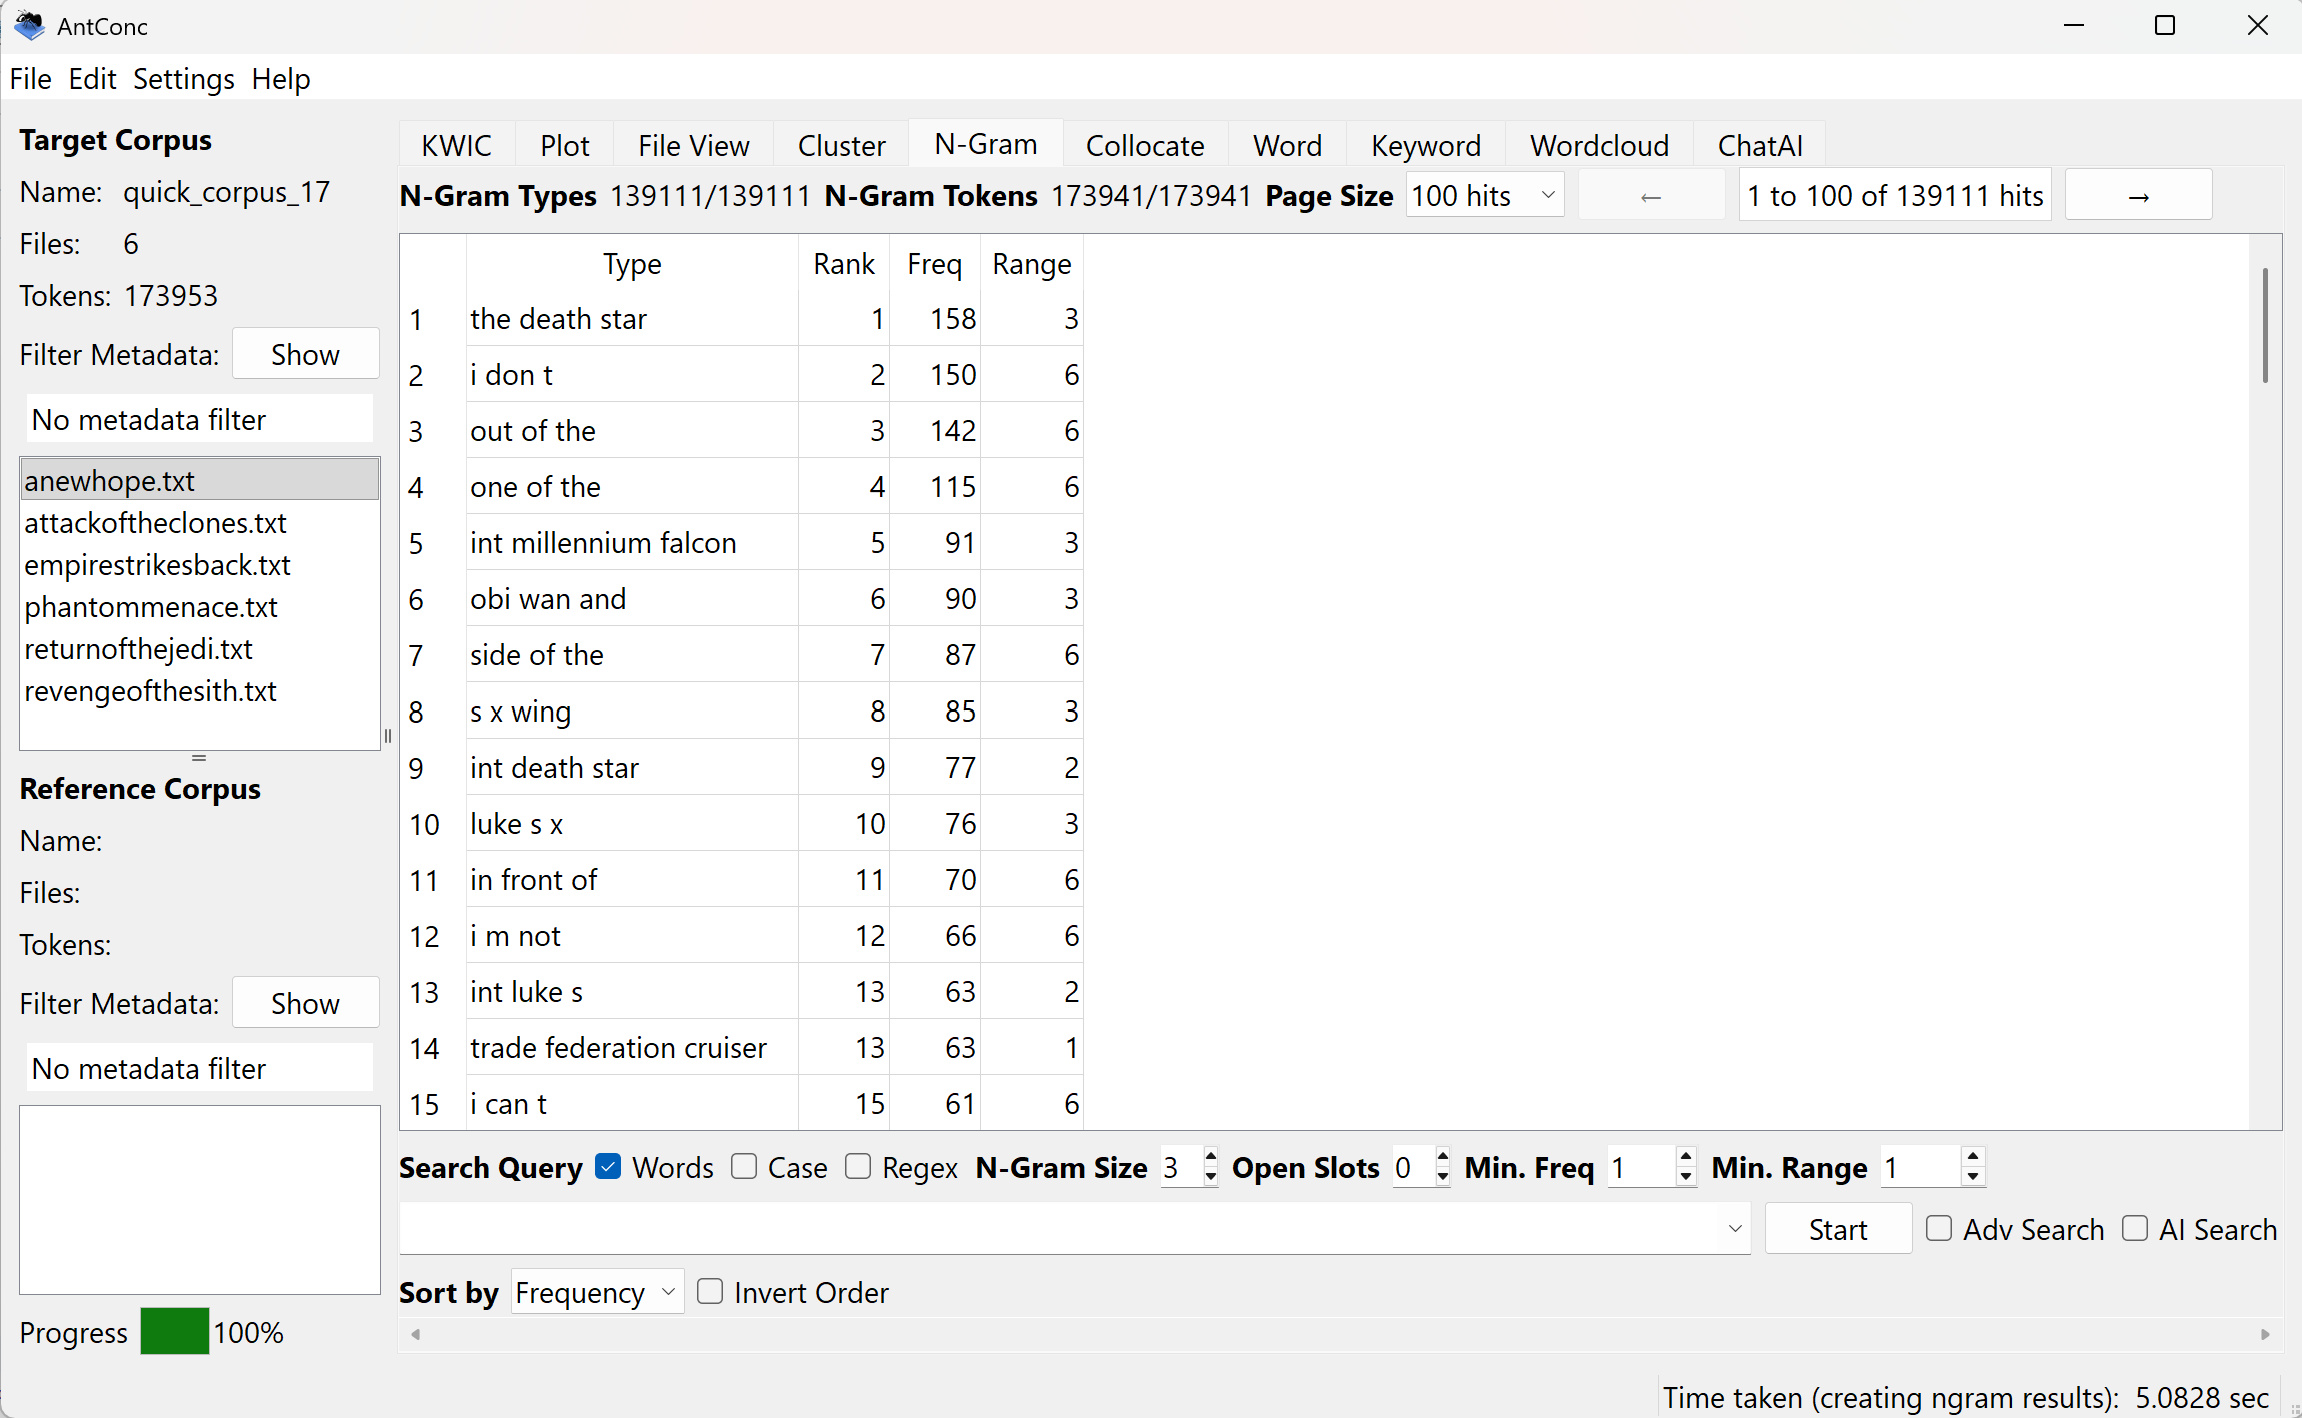 AntConc
File Edit Settings Help
Target Corpus
Name: quick_corpus_17
Files: 6
Tokens: 173953
Filter Metadata: Show
No metadata filter
anewhope.txt
attackoftheclones.txt
empirestrikesback.txt
phantommenace.txt
returnofthejedi.txt
revengeofthesith.txt
Reference Corpus
Name:
Files:
Tokens:
Filter Metadata: Show
No metadata filter
Progress 100%
KWIC Plot File View Cluster N-Gram Collocate Word Keyword Wordcloud ChatAI
N-Gram Types 139111/139111 N-Gram Tokens 173941/173941 Page Size 100 hits ← 1 to 100 of 139111 hits →
Type Rank Freq Range
1 the death star 1 158 3
2 i don t 2 150 6
3 out of the 3 142 6
4 one of the 4 115 6
5 int millennium falcon 5 91 3
6 obi wan and 6 90 3
7 side of the 7 87 6
8 s x wing 8 85 3
9 int death star 9 77 2
10 luke s x 10 76 3
11 in front of 11 70 6
12 i m not 12 66 6
13 int luke s 13 63 2
14 trade federation cruiser 13 63 1
15 i can t 15 61 6
Search Query Words Case Regex N-Gram Size 3 Open Slots 0 Min. Freq 1 Min. Range 1
Start Adv Search AI Search
Sort by Frequency Invert Order
Time taken (creating ngram results): 5.0828 sec